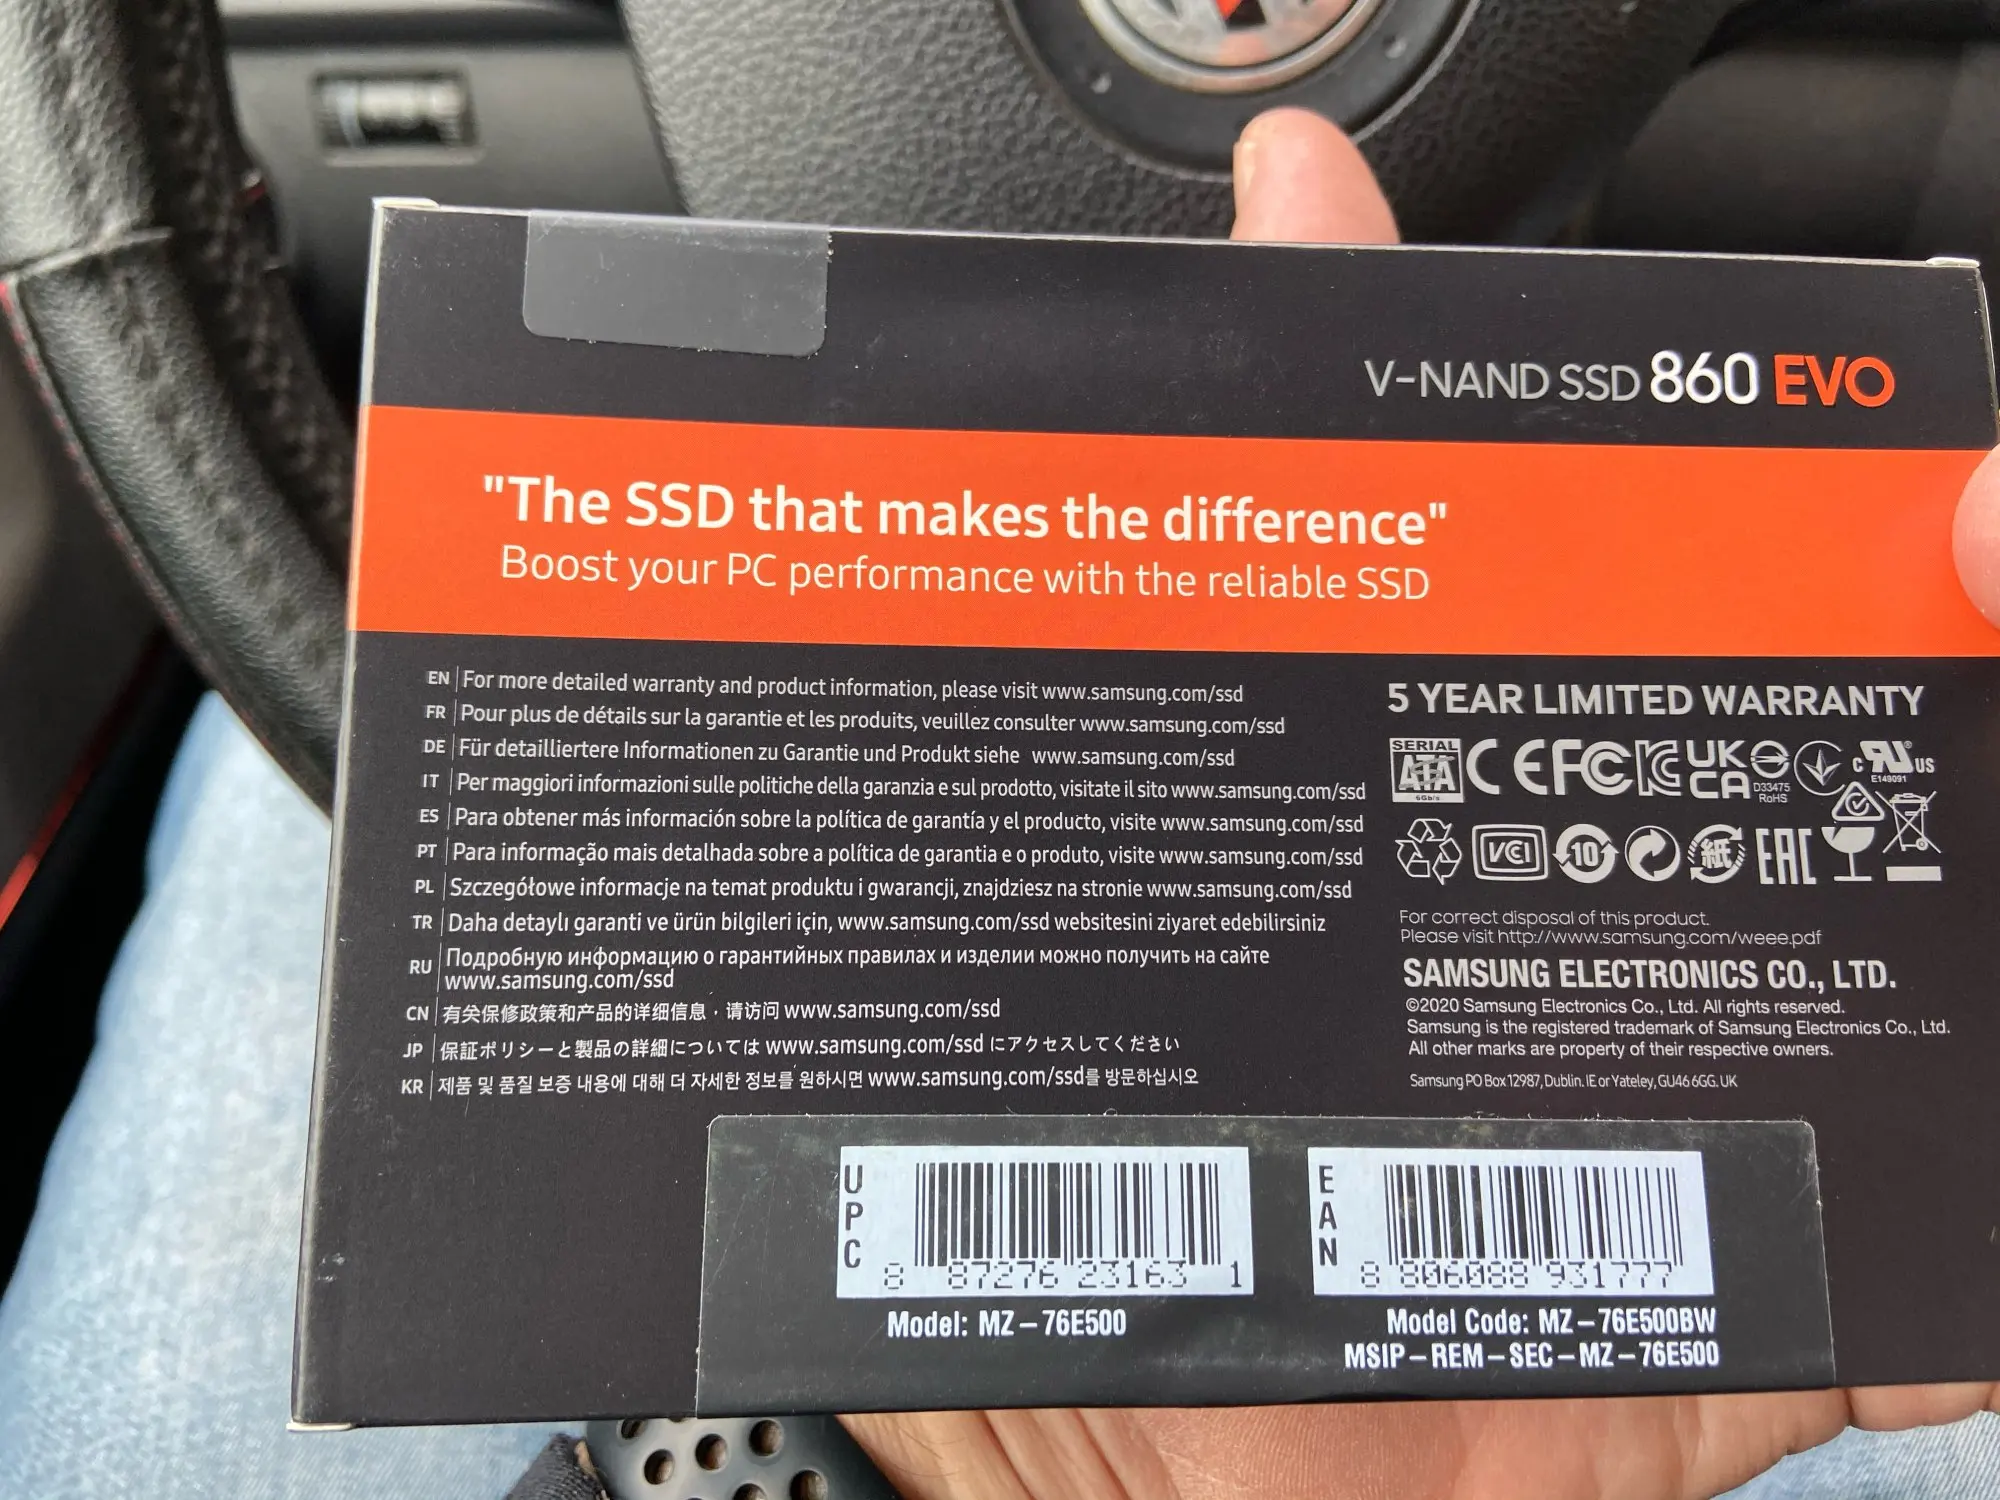 V-NAND SSD 860 EVO
"The SSD that makes the difference"
Boost your PC performance with the reliable SSD
EN For more detailed warranty and product information, please visit www.samsung.com/ssd
FR Pour plus de détails sur la garantie et les produits, veuillez consulter www.samsung.com/ssd
DE Für detailliertere Informationen zu Garantie und Produkt siehe www.samsung.com/ssd
IT Per maggiori informazioni sulle politiche della garanzia e sul prodotto, visitate il sito www.samsung.com/ssd
ES Para obtener más información sobre la política de garantía y el producto, visite www.samsung.com/ssd
PT Para informação mais detalhada sobre a política de garantia e o produto, visite www.samsung.com/ssd
PL Szczegółowe informacje na temat produktu i gwarancji, znajdziesz na stronie www.samsung.com/ssd
TR Daha detaylı garanti ve ürün bilgileri için, www.samsung.com/ssd websitesini ziyaret edebilirsiniz
RU Подробную информацию о гарантийных правилах и изделии можно получить на сайте
www.samsung.com/ssd
CN 有关保修政策和产品的详细信息，请访问 www.samsung.com/ssd
JP 保証ポリシーと製品の詳細については www.samsung.com/ssd にアクセスしてください
KR 제품 및 품질 보증 내용에 대해 더 자세한 정보를 원하시면 www.samsung.com/ssd를 방문하십시오
5 YEAR LIMITED WARRANTY
SERIAL ATA 6Gb/s CE FC KC UK CA D33475 RoHS c RU US E149091
VCCI 10 紙 EAC
For correct disposal of this product.
Please visit http://www.samsung.com/weee.pdf
SAMSUNG ELECTRONICS CO., LTD.
©2020 Samsung Electronics Co., Ltd. All rights reserved.
Samsung is the registered trademark of Samsung Electronics Co., Ltd.
All other marks are property of their respective owners.
Samsung PO Box 12987, Dublin. IE or Yateley, GU46 6GG. UK
UPC
8 87276 23163 1
Model: MZ-76E500
EAN
8 806088 931777
Model Code: MZ-76E500BW
MSIP-REM-SEC-MZ-76E500